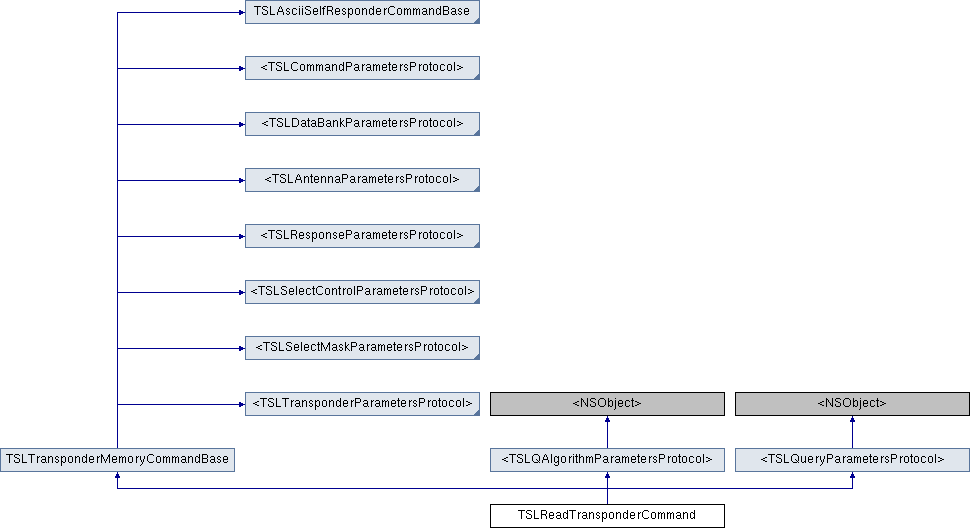 TSLAsciiSelfResponderCommandBase
<TSLCommandParametersProtocol>
<TSLDataBankParametersProtocol>
<TSLAntennaParametersProtocol>
<TSLResponseParametersProtocol>
<TSLSelectControlParametersProtocol>
<TSLSelectMaskParametersProtocol>
<TSLTransponderParametersProtocol>
<NSObject>
<NSObject>
TSLTransponderMemoryCommandBase
<TSLQAlgorithmParametersProtocol>
<TSLQueryParametersProtocol>
TSLReadTransponderCommand